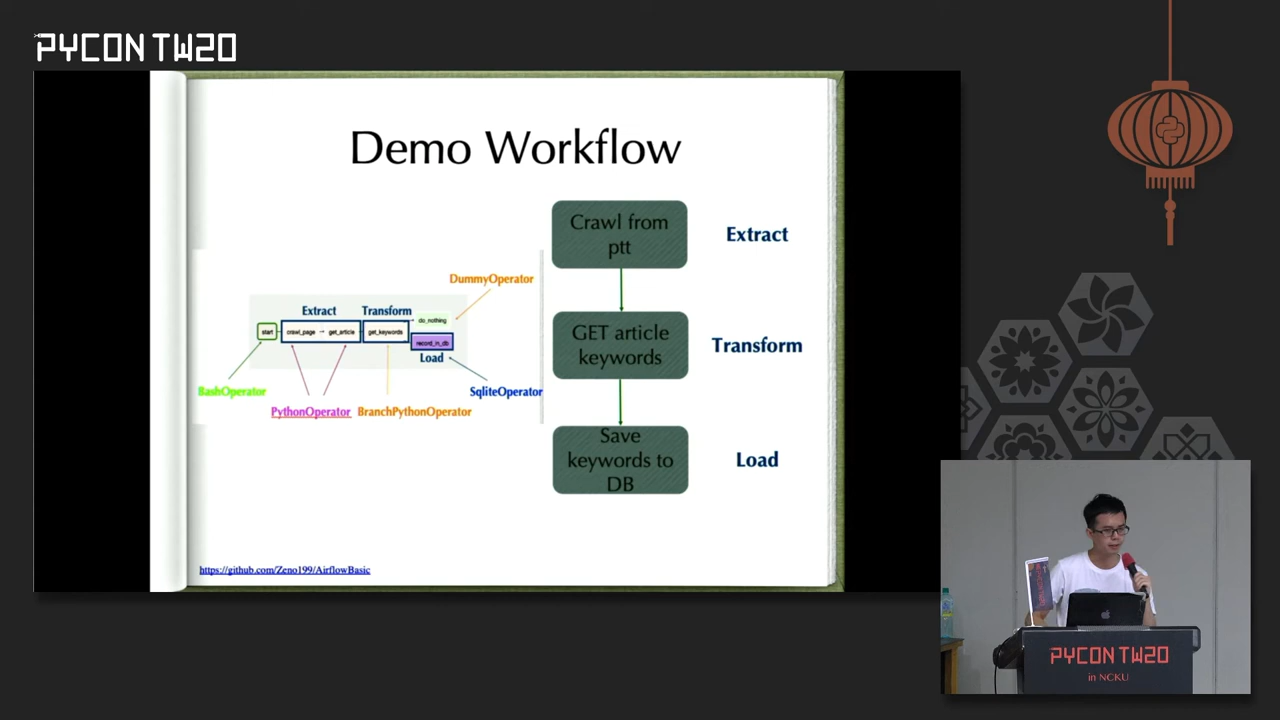 PYCON TW20
Demo Workflow
Crawl from
ptt
Extract
GET article
keywords
Transform
Save
keywords to
DB
Load
DummyOperator
Extract
Transform
start
crawl_page
get_article
get_keywords
do_nothing
record_in_db
Load
BashOperator
PythonOperator
BranchPythonOperator
SqliteOperator
https://github.com/Zeno199/AirflowBasic
PYCON TW20
in NCKU